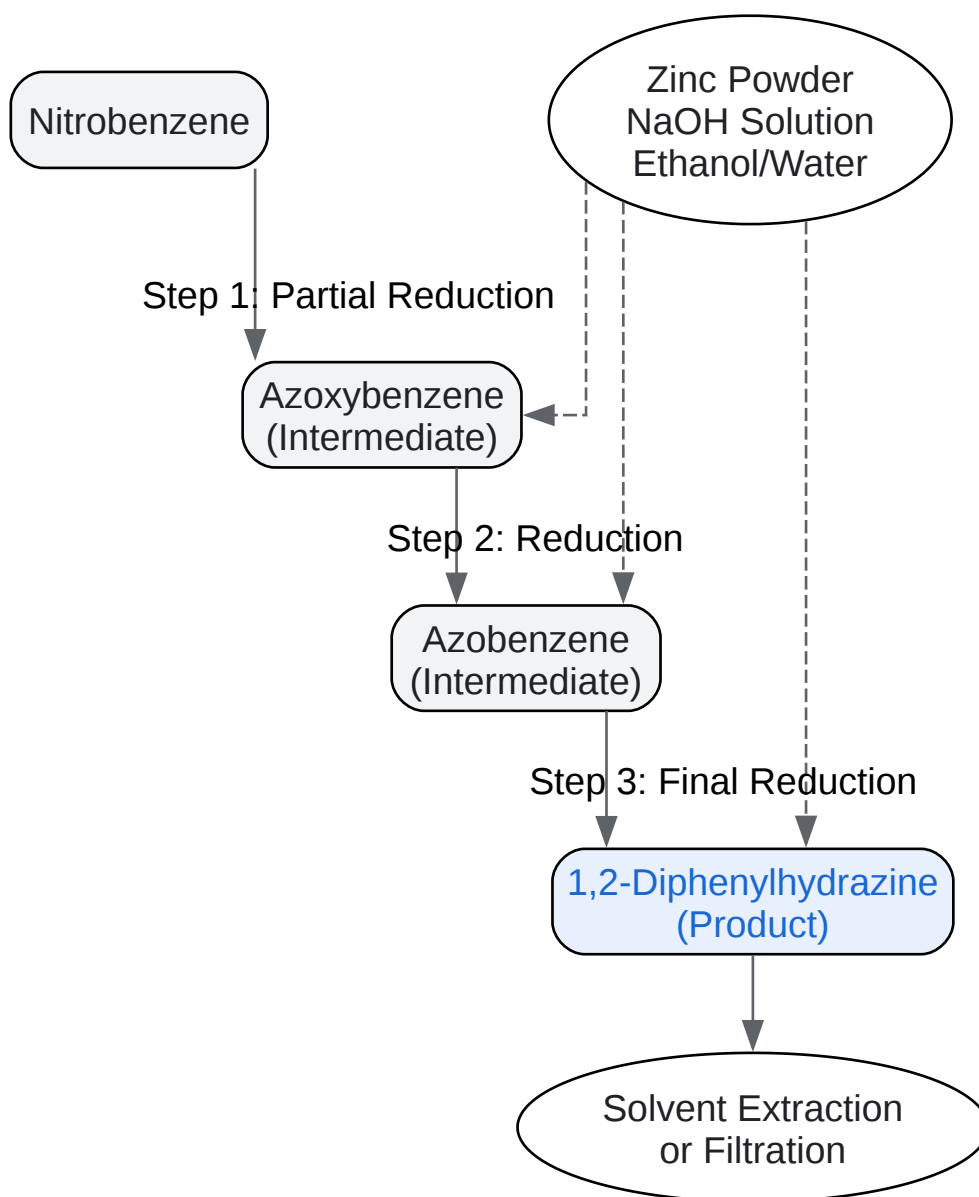 Nitrobenzene
Zinc Powder
NaOH Solution
Ethanol/Water
Step 1: Partial Reduction
Azoxybenzene
(Intermediate)
Step 2: Reduction
Azobenzene
(Intermediate)
Step 3: Final Reduction
1,2-Diphenylhydrazine
(Product)
Solvent Extraction
or Filtration